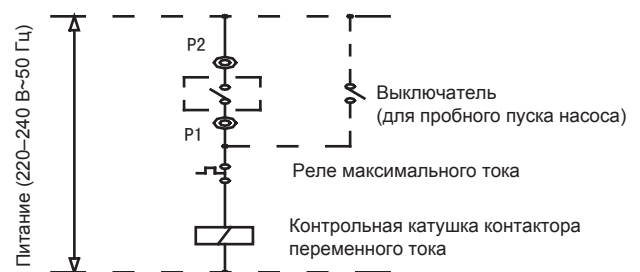 Питание (220–240 В~50 Гц)
P2
P1
Выключатель
(для пробного пуска насоса)
Реле максимального тока
Контрольная катушка контактора
переменного тока